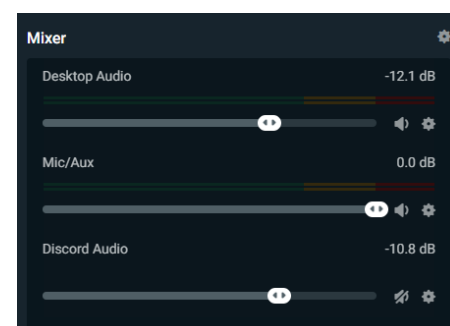 Mixer
Desktop Audio -12.1 dB
Mic/Aux 0.0 dB
Discord Audio -10.8 dB